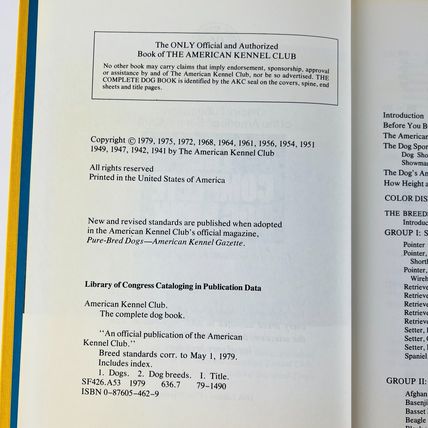 The ONLY Official and Authorized
Book of THE AMERICAN KENNEL CLUB
No other book may carry claims that imply endorsement, sponsorship, approval
or assistance by and of The American Kennel Club, nor be so advertised. THE
COMPLETE DOG BOOK is identified by the AKC seal on the covers, spine, end
sheets and title pages.
Copyright © 1979, 1975, 1972, 1968, 1964, 1961, 1956, 1954, 1951
1949, 1947, 1942, 1941 by The American Kennel Club
All rights reserved
Printed in the United States of America
New and revised standards are published when adopted
in the American Kennel Club's official magazine,
Pure-Bred Dogs—American Kennel Gazette.
Library of Congress Cataloging in Publication Data
American Kennel Club.
The complete dog book.
"An official publication of the American
Kennel Club."
Breed standards corr. to May 1, 1979.
Includes index.
1. Dogs. 2. Dog breeds. I. Title.
SF426.A53 1979 636.7 79-1490
ISBN 0-87605-462-9
Introduction
Before You B
The American
The Dog Spor
Dog Sho
Showma
The Dog's An
How Height a
COLOR DIS
THE BREED
Introduc
GROUP I: S
Pointer
Pointer,
Shorth
Pointer,
Wireh
Retrieve
Retrieve
Retrieve
Retrieve
Retrieve
Setter,
Setter,
Setter,
Spaniel
GROUP II:
Afghan
Basenji
Basset
Beagle